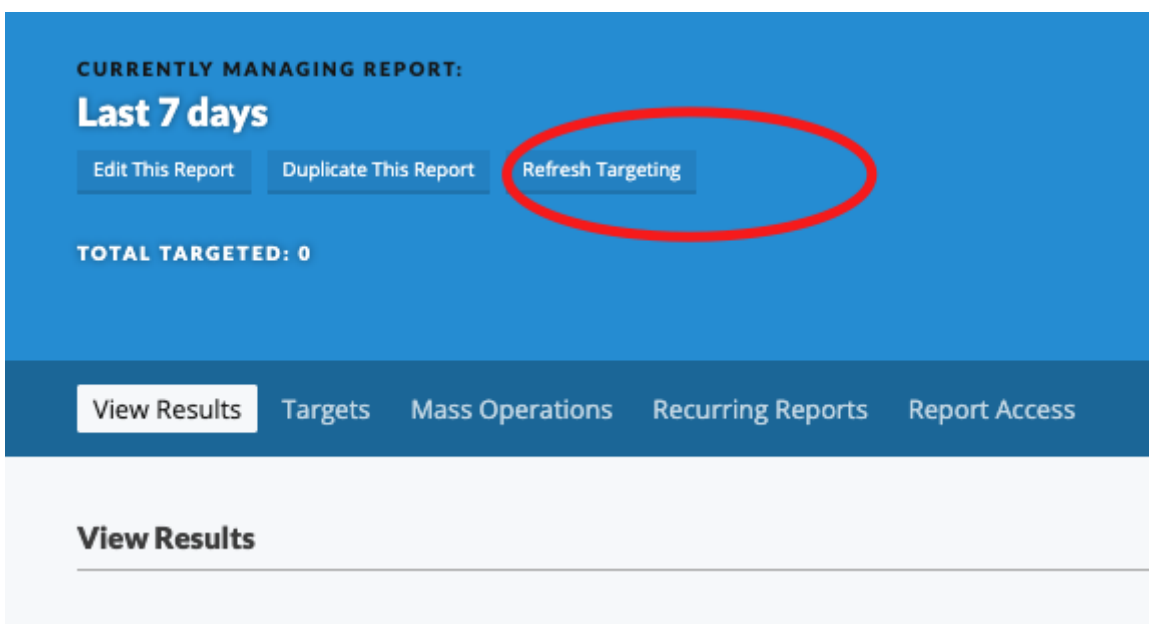 CURRENTLY MANAGING REPORT:
Last 7 days
Edit This Report Duplicate This Report Refresh Targeting
TOTAL TARGETED: 0
View Results Targets Mass Operations Recurring Reports Report Access
View Results